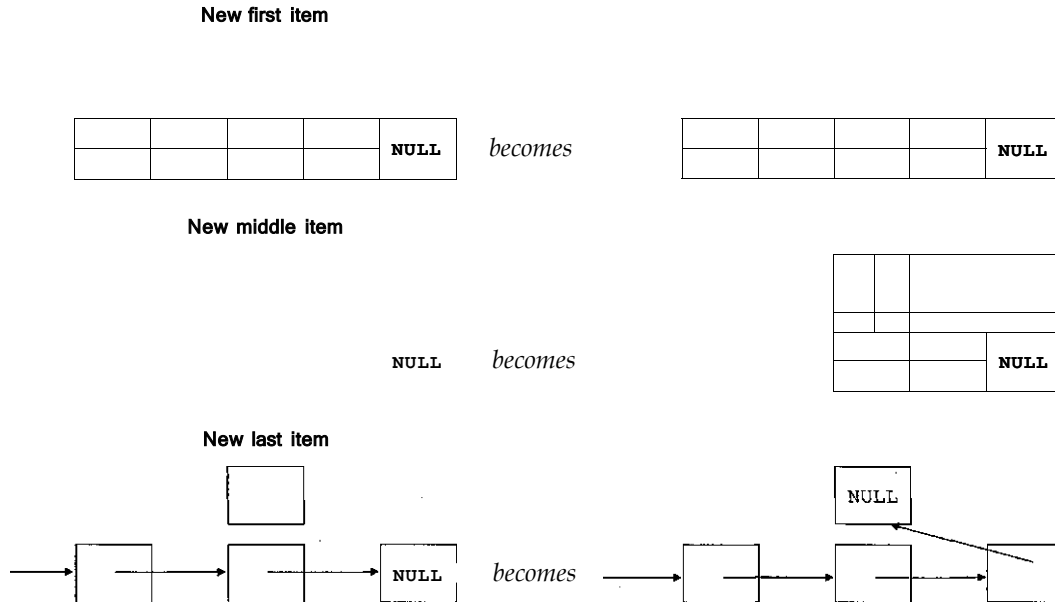 New first item
NULL becomes NULL
New middle item
NULL
NULL becomes
New last item
NULL
NULL becomes